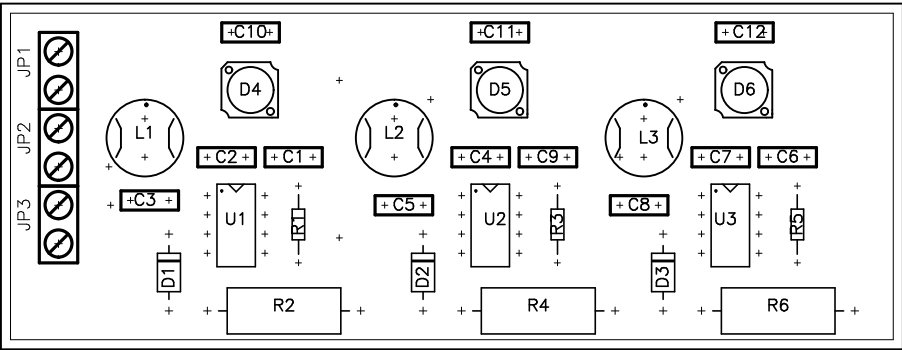 C10 C11 C12
JP1
D4 D5 D6
JP2
L1 L2 L3
C2 C1 C4 C9 C7 C6
C3 C5 C8
JP3
U1 R1 U2 R3 U3 R5
D1 D2 D3
R2 R4 R6